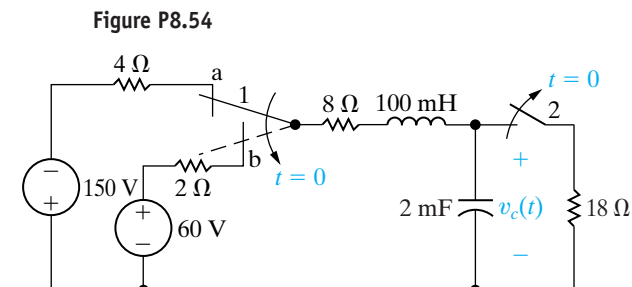 Figure P8.54
4 Ω
a
1
8 Ω
100 mH
t = 0
2
b
t = 0
2 Ω
−
+
150 V
+
−
60 V
2 mF
+
v_c(t)
−
18 Ω